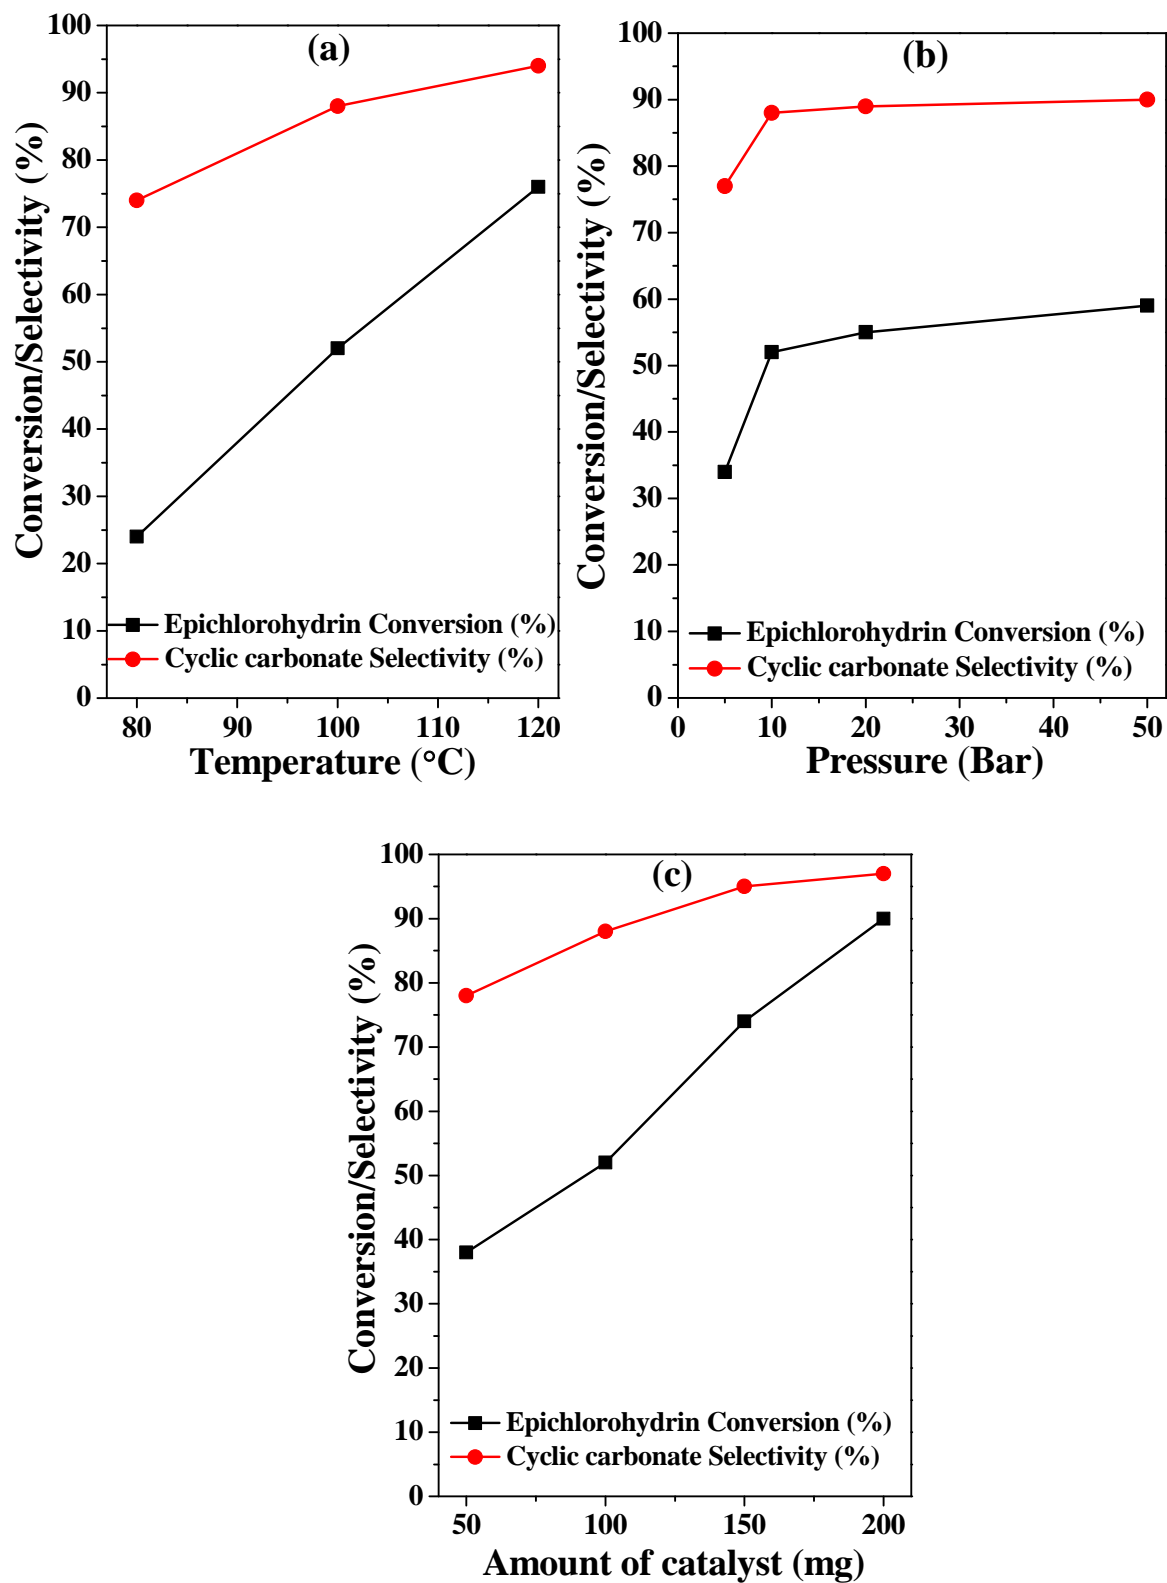 (a)
Conversion/Selectivity (%)
100
90
80
70
60
50
40
30
20
10
0
Epichlorohydrin Conversion (%)
Cyclic carbonate Selectivity (%)
80 90 100 110 120
Temperature (°C)
(b)
Conversion/Selectivity (%)
100
90
80
70
60
50
40
30
20
10
0
Epichlorohydrin Conversion (%)
Cyclic carbonate Selectivity (%)
0 10 20 30 40 50
Pressure (Bar)
(c)
Conversion/Selectivity (%)
100
90
80
70
60
50
40
30
20
10
0
Epichlorohydrin Conversion (%)
Cyclic carbonate Selectivity (%)
50 100 150 200
Amount of catalyst (mg)